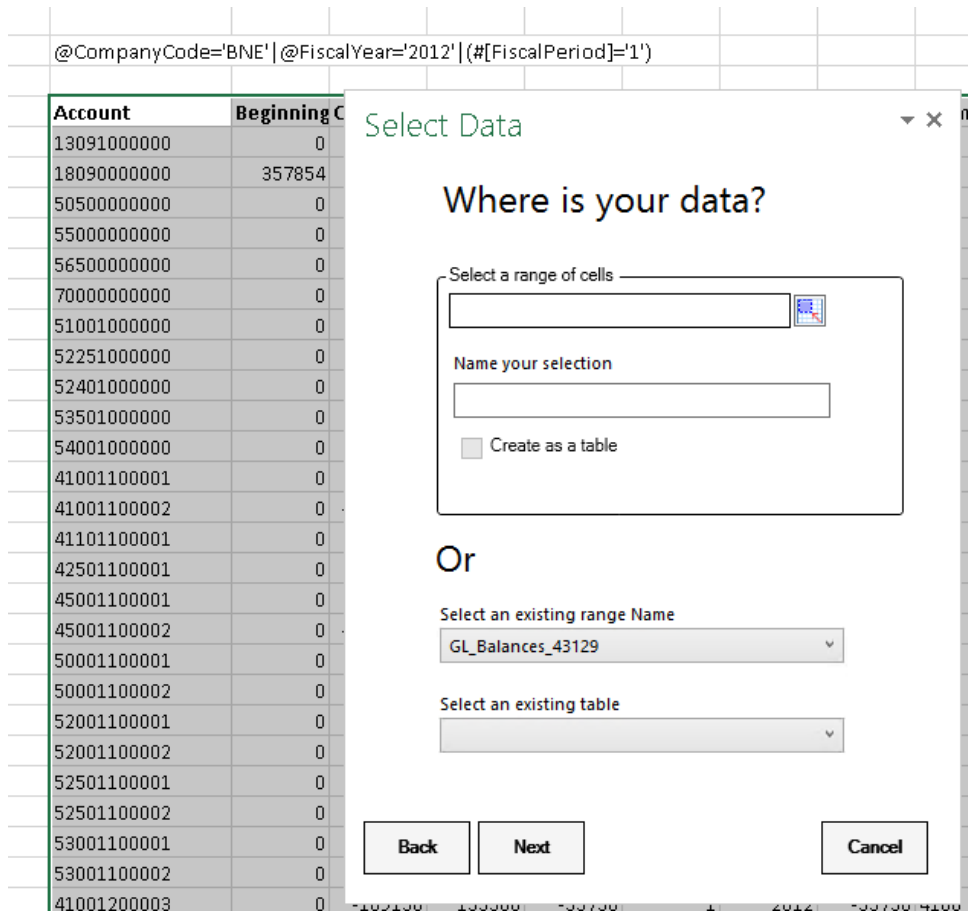 @CompanyCode='BNE'|@FiscalYear='2012'|(#[FiscalPeriod]='1')
Account Beginning C
13091000000 0
18090000000 357854
50500000000 0
55000000000 0
56500000000 0
70000000000 0
51001000000 0
52251000000 0
52401000000 0
53501000000 0
54001000000 0
41001100001 0
41001100002 0 -
41101100001 0
42501100001 0
45001100001 0
45001100002 0 -
50001100001 0
50001100002 0
52001100001 0
52001100002 0
52501100001 0
52501100002 0
53001100001 0
53001100002 0
41001200003 0 1 2012
Select Data
Where is your data?
Select a range of cells
Name your selection
Create as a table
Or
Select an existing range Name
GL_Balances_43129
Select an existing table
Back Next Cancel